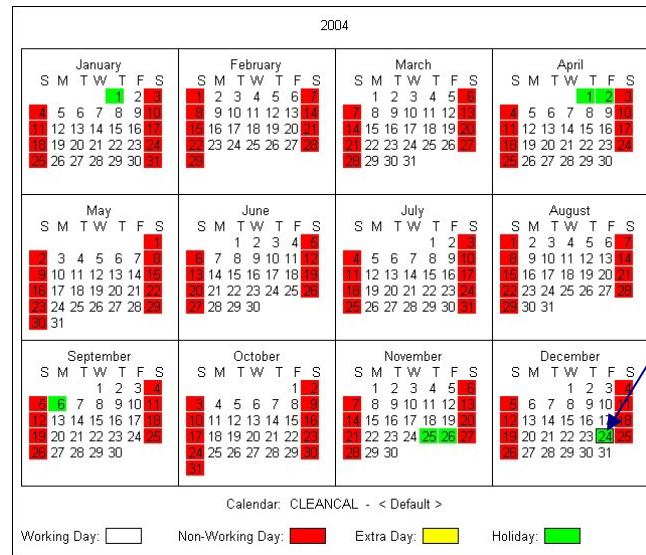 2004
January
S M T W T F S
1 2 3
4 5 6 7 8 9 10
11 12 13 14 15 16 17
18 19 20 21 22 23 24
25 26 27 28 29 30 31
February
S M T W T F S
1 2 3 4 5 6 7
8 9 10 11 12 13 14
15 16 17 18 19 20 21
22 23 24 25 26 27 28
29
March
S M T W T F S
1 2 3 4 5 6
7 8 9 10 11 12 13
14 15 16 17 18 19 20
21 22 23 24 25 26 27
28 29 30 31
April
S M T W T F S
1 2 3
4 5 6 7 8 9 10
11 12 13 14 15 16 17
18 19 20 21 22 23 24
25 26 27 28 29 30
May
S M T W T F S
1
2 3 4 5 6 7 8
9 10 11 12 13 14 15
16 17 18 19 20 21 22
23 24 25 26 27 28 29
30 31
June
S M T W T F S
1 2 3 4 5
6 7 8 9 10 11 12
13 14 15 16 17 18 19
20 21 22 23 24 25 26
27 28 29 30
July
S M T W T F S
1 2 3
4 5 6 7 8 9 10
11 12 13 14 15 16 17
18 19 20 21 22 23 24
25 26 27 28 29 30 31
August
S M T W T F S
1 2 3 4 5 6 7
8 9 10 11 12 13 14
15 16 17 18 19 20 21
22 23 24 25 26 27 28
29 30 31
September
S M T W T F S
1 2 3 4
5 6 7 8 9 10 11
12 13 14 15 16 17 18
19 20 21 22 23 24 25
26 27 28 29 30
October
S M T W T F S
1 2
3 4 5 6 7 8 9
10 11 12 13 14 15 16
17 18 19 20 21 22 23
24 25 26 27 28 29 30
31
November
S M T W T F S
1 2 3 4 5 6
7 8 9 10 11 12 13
14 15 16 17 18 19 20
21 22 23 24 25 26 27
28 29 30
December
S M T W T F S
1 2 3 4
5 6 7 8 9 10 11
12 13 14 15 16 17 18
19 20 21 22 23 24 25
26 27 28 29 30 31
Calendar: CLEANCAL - < Default >
Working Day: Non-Working Day: Extra Day: Holiday: